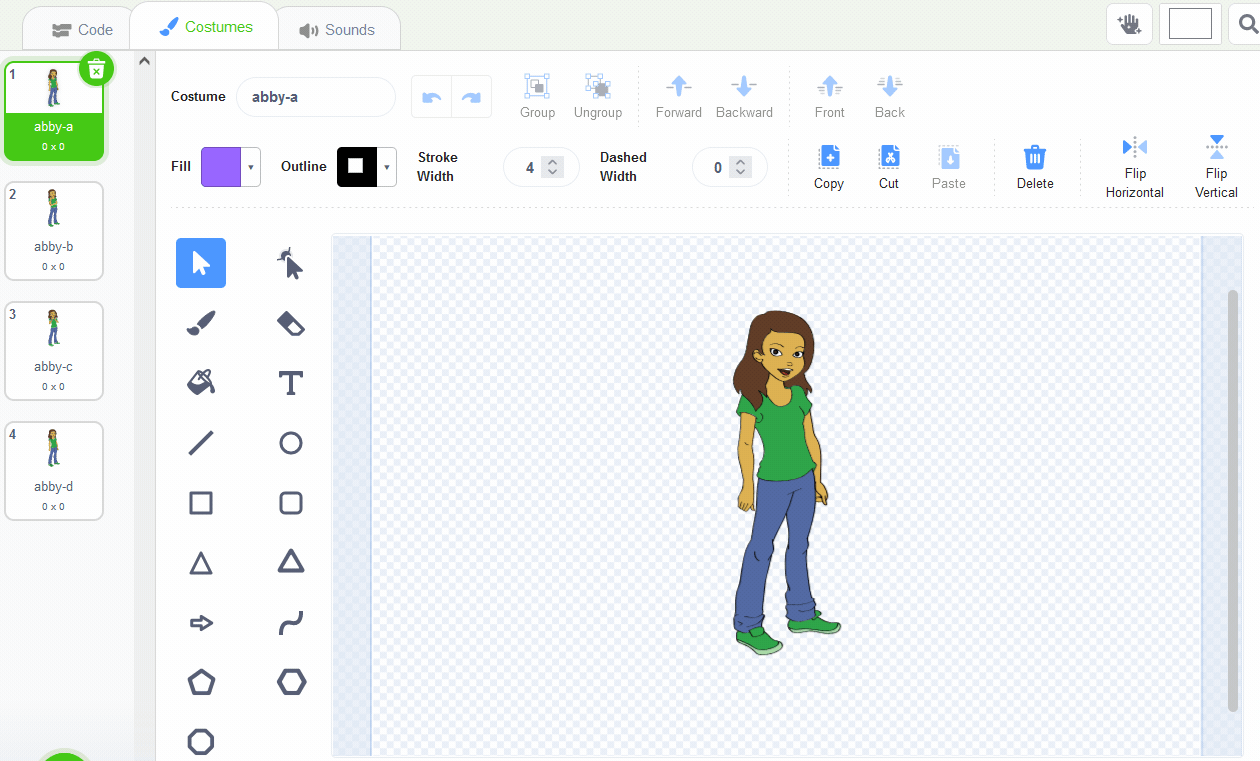 Code
Costumes
Sounds
1
abby-a
0 x 0
2
abby-b
0 x 0
3
abby-c
0 x 0
4
abby-d
0 x 0
Costume
abby-a
Group
Ungroup
Forward
Backward
Front
Back
Fill
Outline
Stroke
Width
4
Dashed
Width
0
Copy
Cut
Paste
Delete
Flip
Horizontal
Flip
Vertical
T